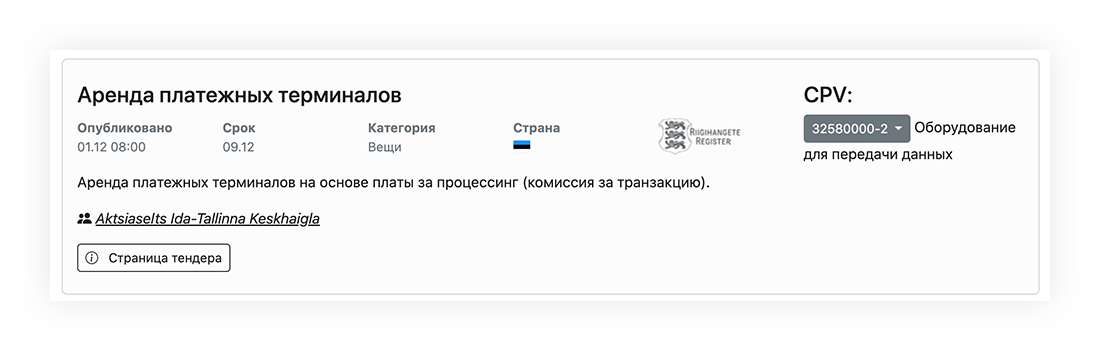 Аренда платежных терминалов
CPV:
Опубликовано Срок Категория Страна
01.12 08:00 09.12 Вещи
RIIGIHANGETE
REGISTER
32580000-2 Оборудование
для передачи данных
Аренда платежных терминалов на основе платы за процессинг (комиссия за транзакцию).
Aktsiaselts Ida-Tallinna Keskhaigla
Страница тендера